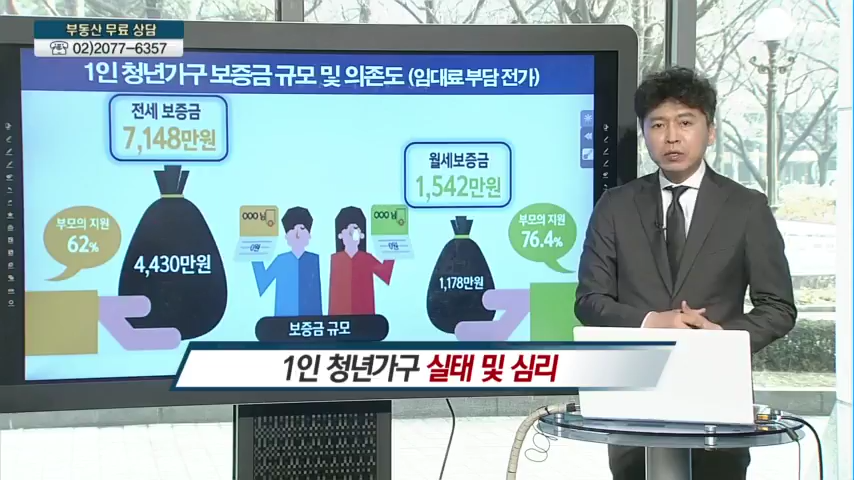 부동산 무료 상담
☏ 02)2077-6357
1인 청년가구 보증금 규모 및 의존도 (임대료 부담 전가)
전세 보증금
7,148만원
월세보증금
1,542만원
부모의 지원
62%
4,430만원
OOO 님
OOO 님
부모의 지원
76.4%
1,178만원
보증금 규모
1인 청년가구 실태 및 심리